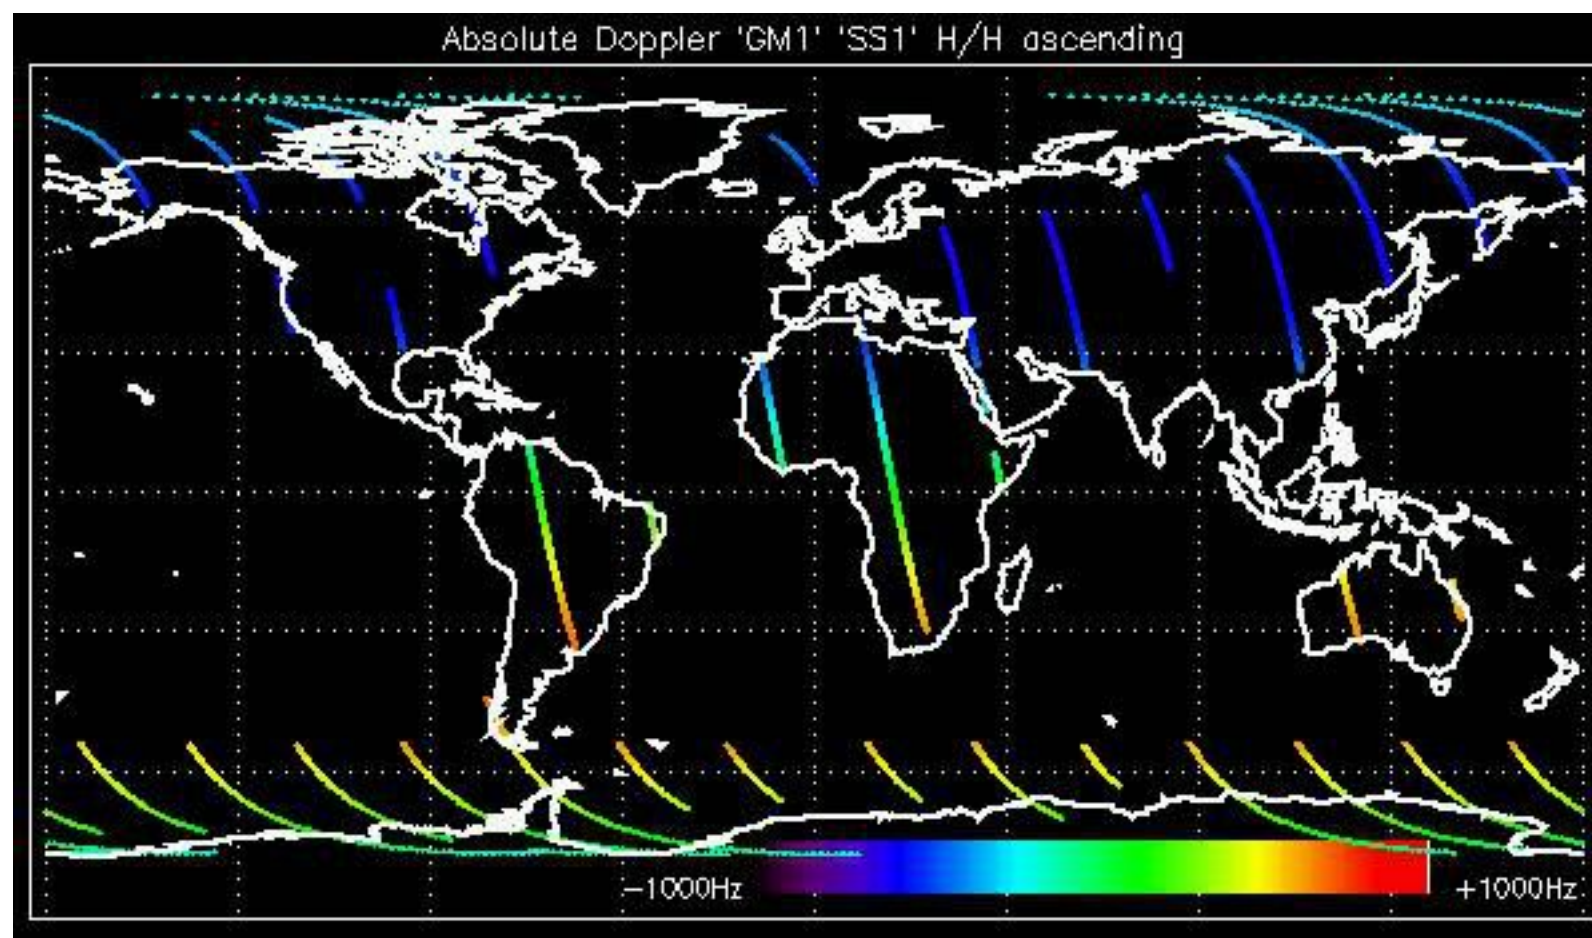 Absolute Doppler 'GM1' 'SS1' H/H ascending
−1000Hz
+1000Hz